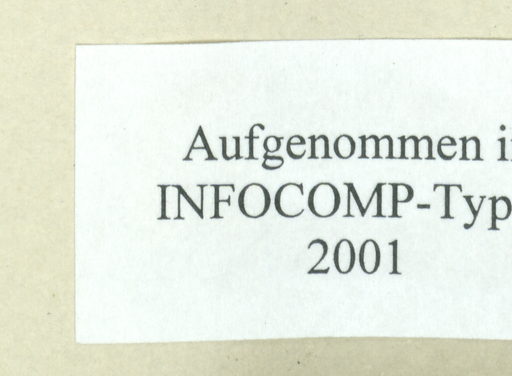 Aufgenommen i
INFOCOMP-Typ
2001